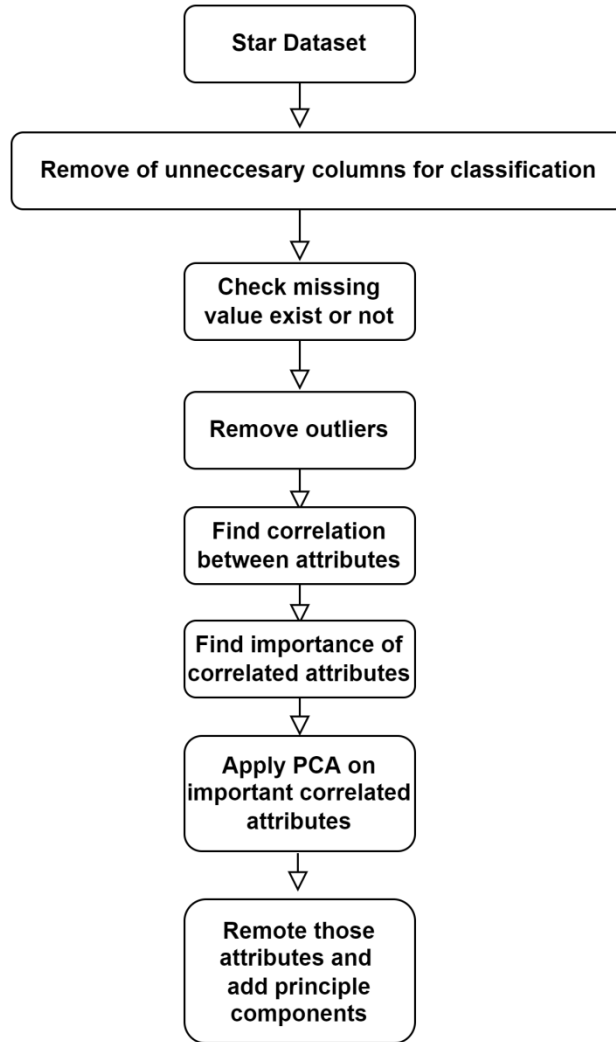 Star Dataset
Remove of unneccesary columns for classification
Check missing
value exist or not
Remove outliers
Find correlation
between attributes
Find importance of
correlated attributes
Apply PCA on
important correlated
attributes
Remote those
attributes and
add principle
components